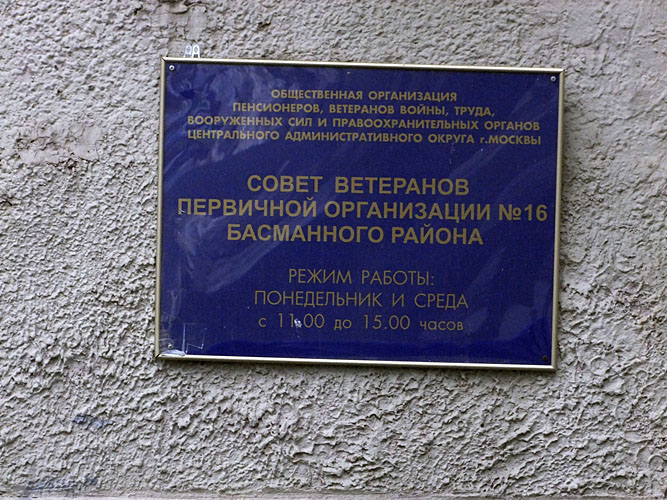 ОБЩЕСТВЕННАЯ ОРГАНИЗАЦИЯ
ПЕНСИОНЕРОВ, ВЕТЕРАНОВ ВОЙНЫ, ТРУДА,
ВООРУЖЕННЫХ СИЛ И ПРАВООХРАНИТЕЛЬНЫХ ОРГАНОВ
ЦЕНТРАЛЬНОГО АДМИНИСТРАТИВНОГО ОКРУГА г.МОСКВЫ
СОВЕТ ВЕТЕРАНОВ
ПЕРВИЧНОЙ ОРГАНИЗАЦИИ №16
БАСМАННОГО РАЙОНА
РЕЖИМ РАБОТЫ:
ПОНЕДЕЛЬНИК И СРЕДА
с 11.00 до 15.00 часов